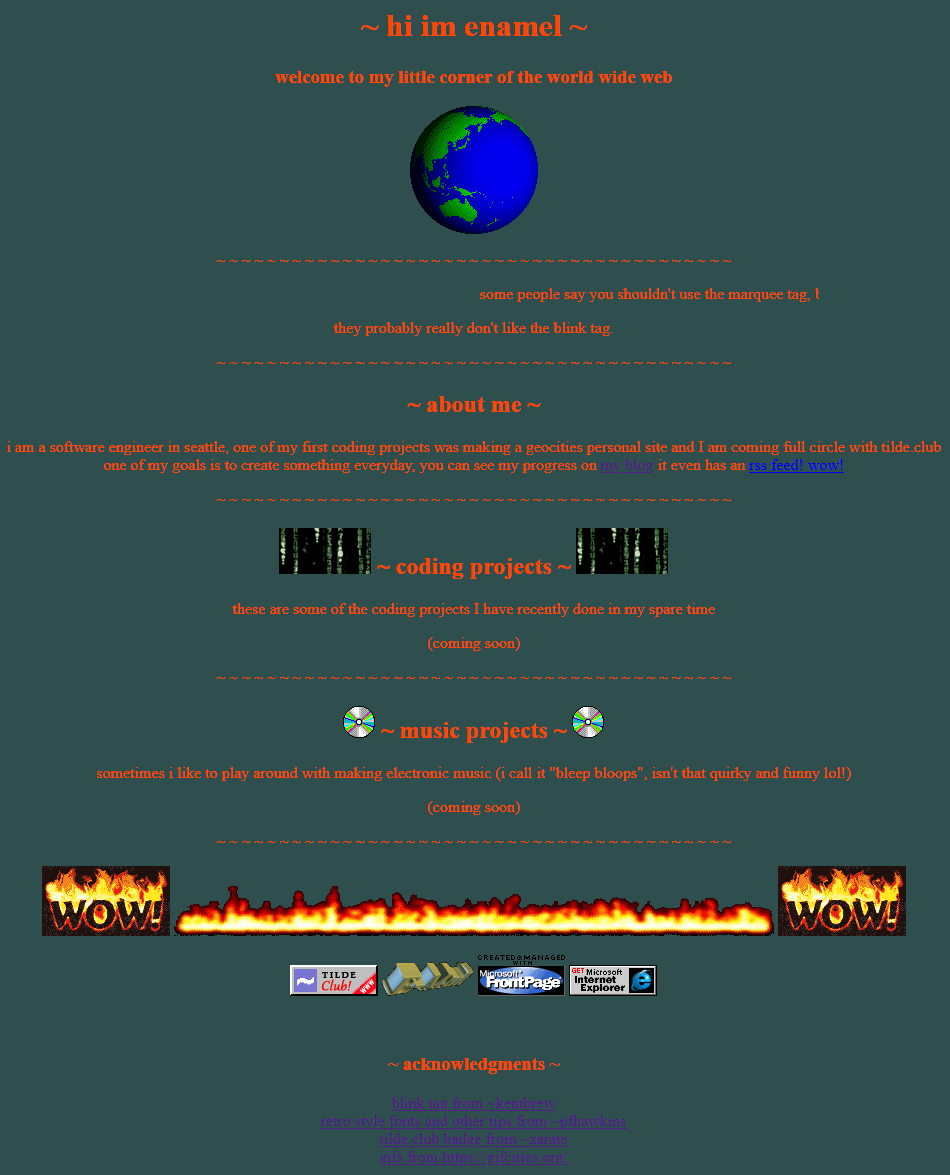 ~ hi im enamel ~
welcome to my little corner of the world wide web
~ ~ ~ ~ ~ ~ ~ ~ ~ ~ ~ ~ ~ ~ ~ ~ ~ ~ ~ ~ ~ ~ ~ ~ ~ ~ ~ ~ ~ ~ ~ ~ ~ ~ ~ ~ ~ ~ ~ ~ ~
some people say you shouldn't use the marquee tag,
they probably really don't like the blink tag.
~ ~ ~ ~ ~ ~ ~ ~ ~ ~ ~ ~ ~ ~ ~ ~ ~ ~ ~ ~ ~ ~ ~ ~ ~ ~ ~ ~ ~ ~ ~ ~ ~ ~ ~ ~ ~ ~ ~ ~ ~
~ about me ~
i am a software engineer in seattle, one of my first coding projects was making a geocities personal site and I am coming full circle with tilde.club
one of my goals is to create something everyday, you can see my progress on my blog it even has an rss feed! wow!
~ ~ ~ ~ ~ ~ ~ ~ ~ ~ ~ ~ ~ ~ ~ ~ ~ ~ ~ ~ ~ ~ ~ ~ ~ ~ ~ ~ ~ ~ ~ ~ ~ ~ ~ ~ ~ ~ ~ ~ ~
~ coding projects ~
these are some of the coding projects I have recently done in my spare time
(coming soon)
~ ~ ~ ~ ~ ~ ~ ~ ~ ~ ~ ~ ~ ~ ~ ~ ~ ~ ~ ~ ~ ~ ~ ~ ~ ~ ~ ~ ~ ~ ~ ~ ~ ~ ~ ~ ~ ~ ~ ~ ~
~ music projects ~
sometimes i like to play around with making electronic music (i call it "bleep bloops", isn't that quirky and funny lol!)
(coming soon)
~ ~ ~ ~ ~ ~ ~ ~ ~ ~ ~ ~ ~ ~ ~ ~ ~ ~ ~ ~ ~ ~ ~ ~ ~ ~ ~ ~ ~ ~ ~ ~ ~ ~ ~ ~ ~ ~ ~ ~ ~
WOW! WOW!
~ TILDE Club! WWW
CREATED & MANAGED WITH Microsoft FrontPage
GET Microsoft Internet Explorer
~ acknowledgments ~
blink tag from ~kentbrew
retro style fonts and other tips from ~pfhawkins
tilde.club badge from ~zarate
gifs from https://gifcities.org/